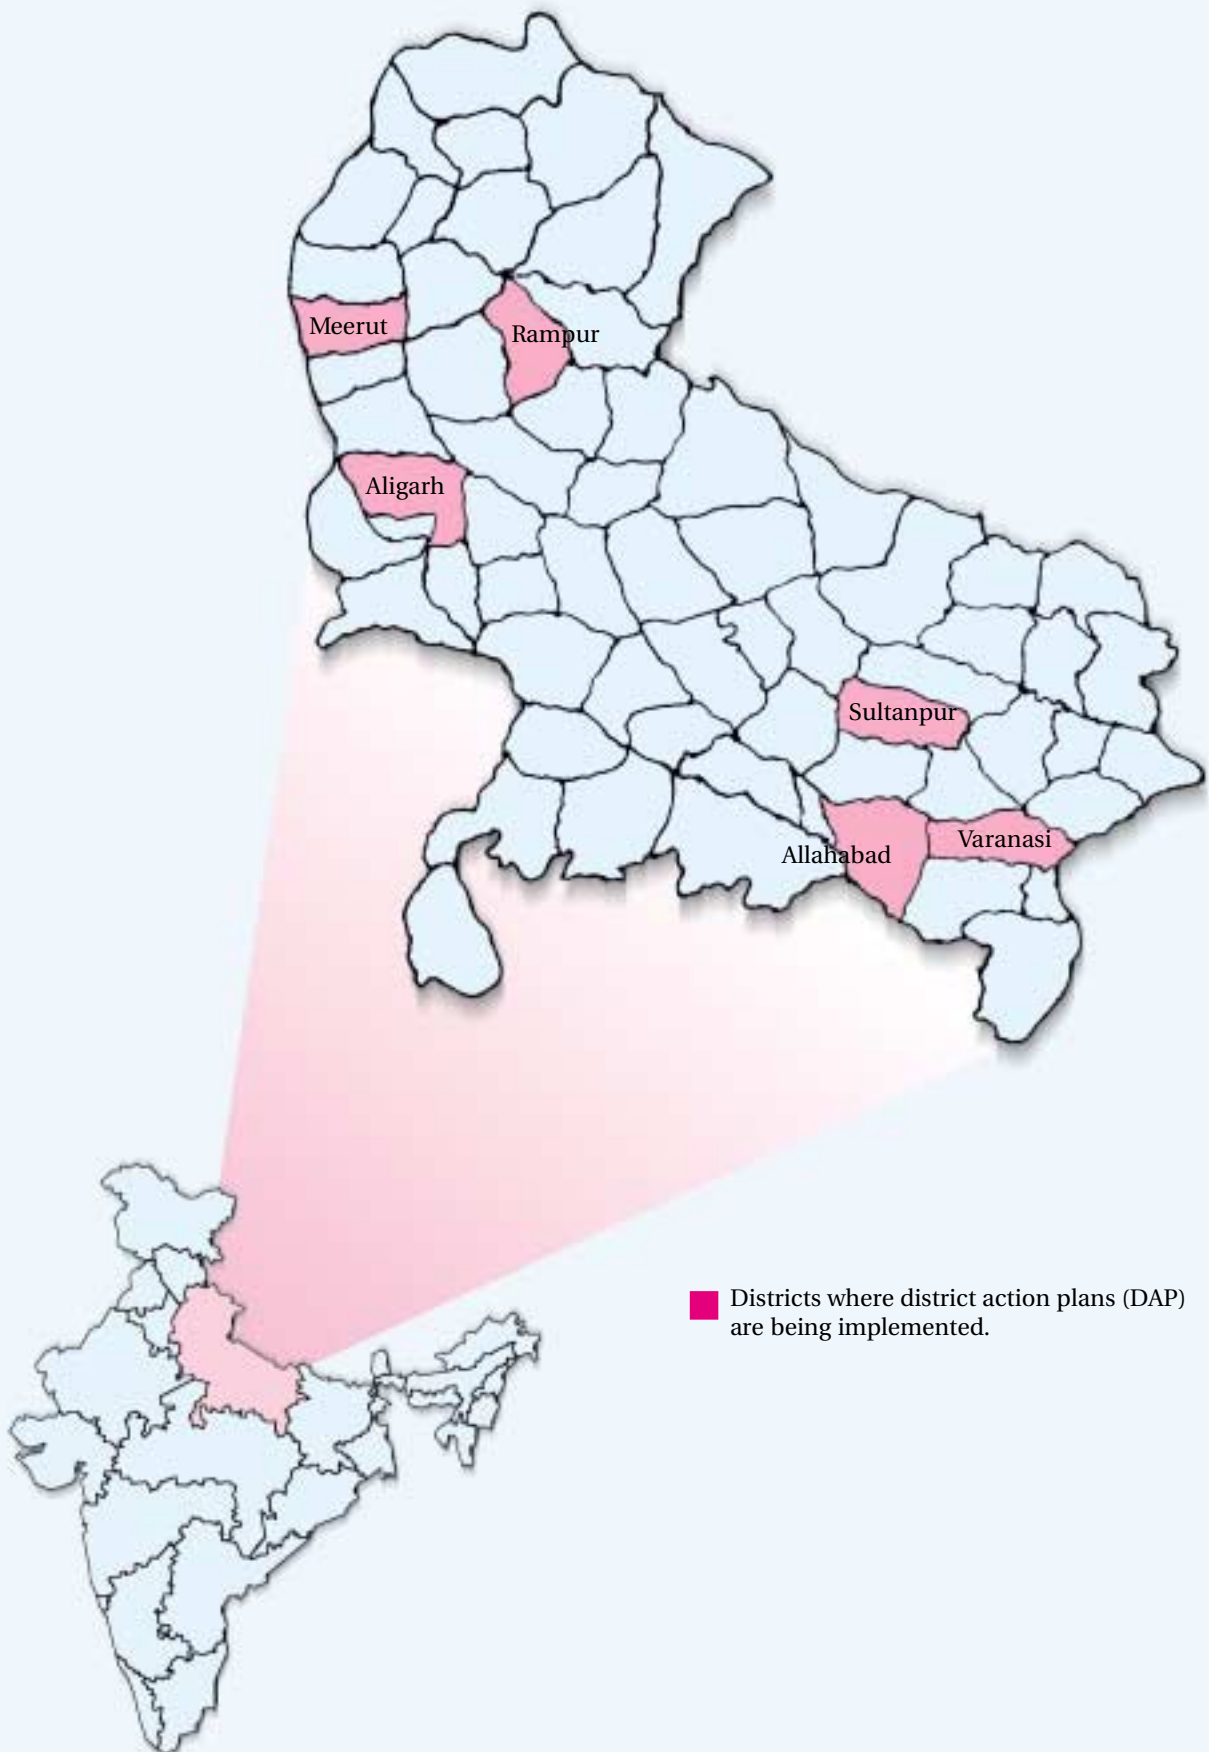 Meerut
Rampur
Aligarh
Sultanpur
Varanasi
Allahabad
Districts where district action plans (DAP)
are being implemented.